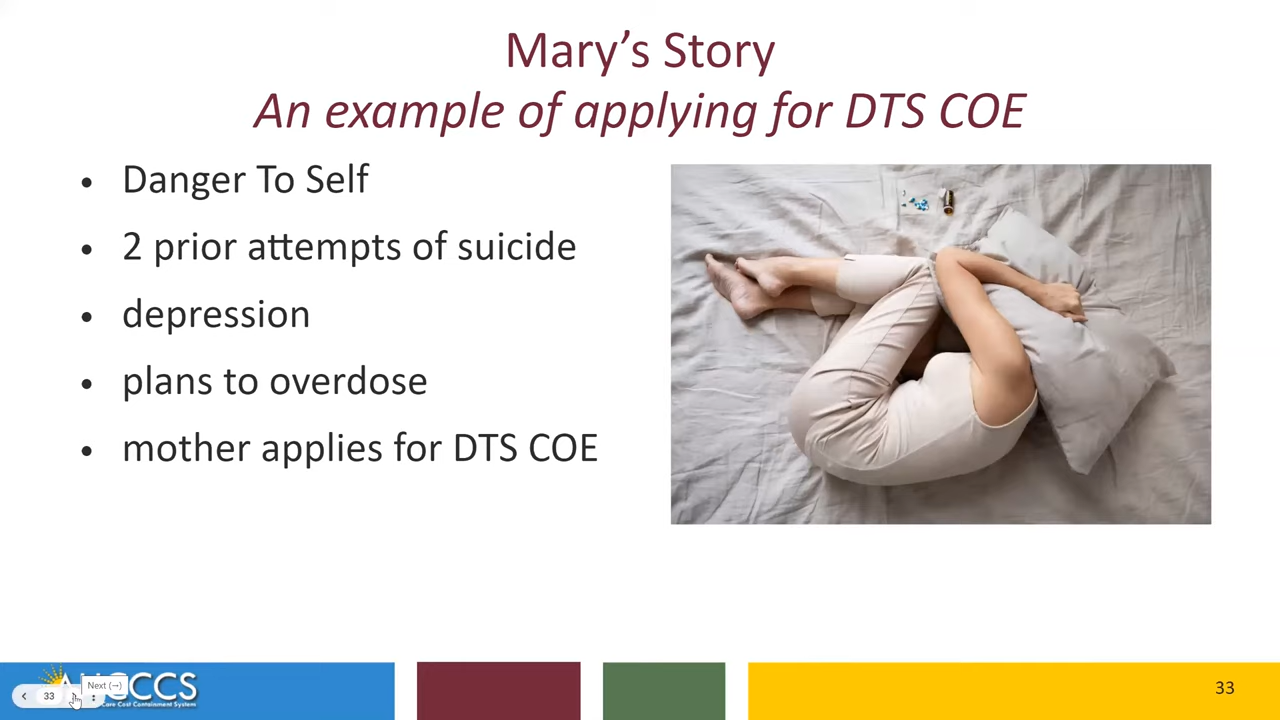 Mary’s Story
An example of applying for DTS COE
• Danger To Self
• 2 prior attempts of suicide
• depression
• plans to overdose
• mother applies for DTS COE
Next (→)
33
Care Cost Containment System
33